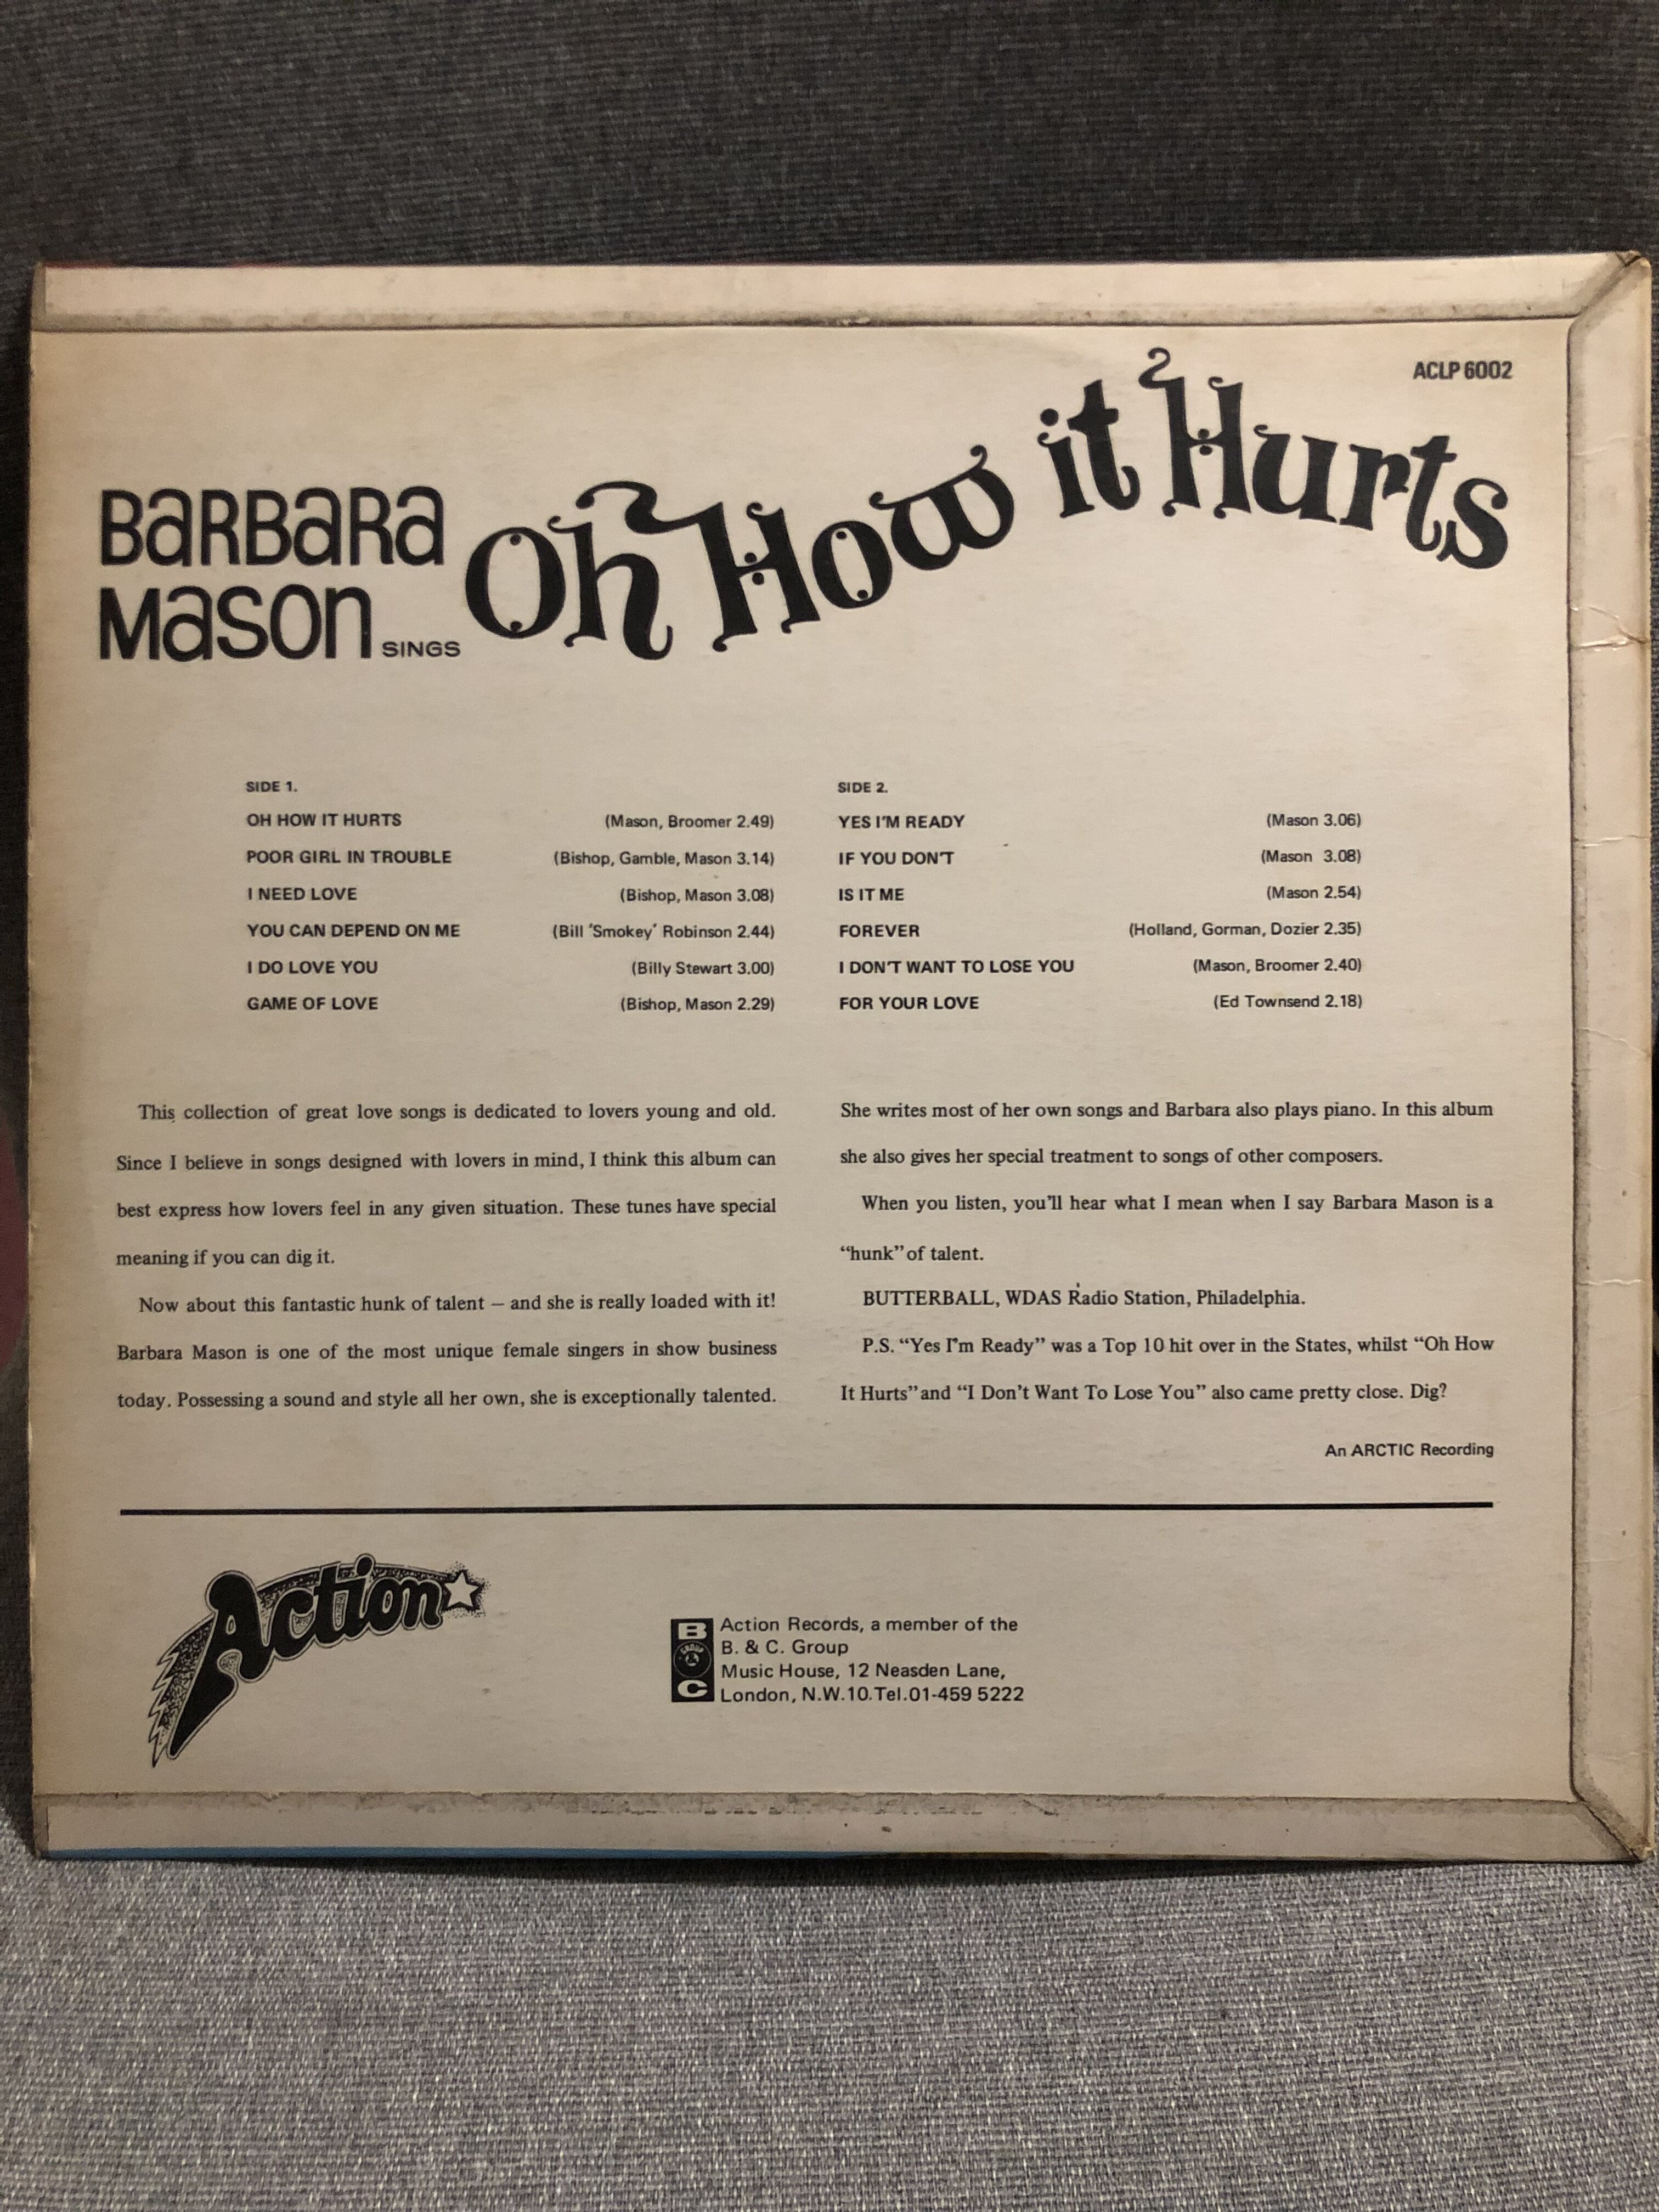 ACLP 6002
BARBARA
MASON SINGS
Oh How it Hurts
SIDE 1.
OH HOW IT HURTS (Mason, Broomer 2.49)
POOR GIRL IN TROUBLE (Bishop, Gamble, Mason 3.14)
I NEED LOVE (Bishop, Mason 3.08)
YOU CAN DEPEND ON ME (Bill 'Smokey' Robinson 2.44)
I DO LOVE YOU (Billy Stewart 3.00)
GAME OF LOVE (Bishop, Mason 2.29)
SIDE 2.
YES I'M READY (Mason 3.06)
IF YOU DON'T (Mason 3.08)
IS IT ME (Mason 2.54)
FOREVER (Holland, Gorman, Dozier 2.35)
I DON'T WANT TO LOSE YOU (Mason, Broomer 2.40)
FOR YOUR LOVE (Ed Townsend 2.18)
This collection of great love songs is dedicated to lovers young and old.
Since I believe in songs designed with lovers in mind, I think this album can
best express how lovers feel in any given situation. These tunes have special
meaning if you can dig it.
Now about this fantastic hunk of talent — and she is really loaded with it!
Barbara Mason is one of the most unique female singers in show business
today. Possessing a sound and style all her own, she is exceptionally talented.
She writes most of her own songs and Barbara also plays piano. In this album
she also gives her special treatment to songs of other composers.
When you listen, you'll hear what I mean when I say Barbara Mason is a
“hunk” of talent.
BUTTERBALL, WDAS Radio Station, Philadelphia.
P.S. “Yes I'm Ready” was a Top 10 hit over in the States, whilst “Oh How
It Hurts” and “I Don't Want To Lose You” also came pretty close. Dig?
An ARCTIC Recording
Action
B
GROUP
C
Action Records, a member of the
B. & C. Group
Music House, 12 Neasden Lane,
London, N.W.10. Tel.01-459 5222